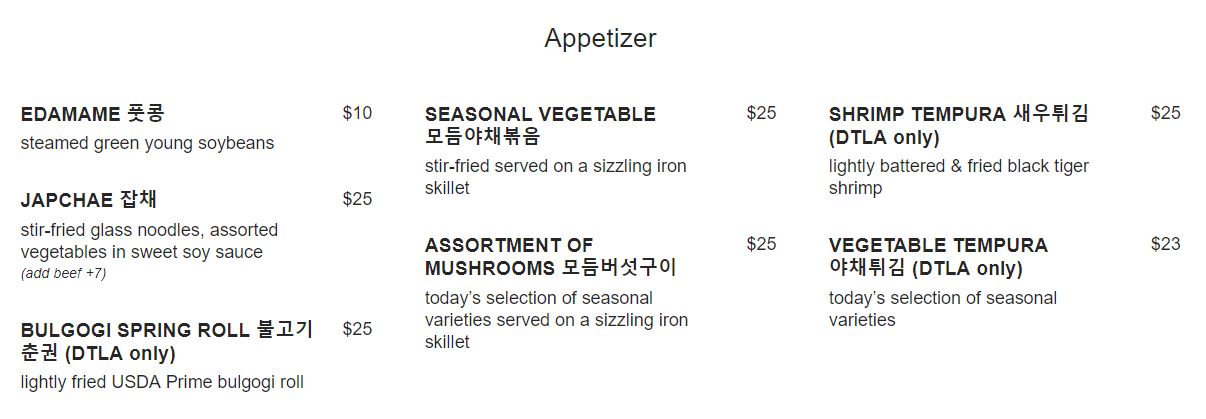 Appetizer
EDAMAME 풋콩 $10
steamed green young soybeans
JAPCHAE 잡채 $25
stir-fried glass noodles, assorted
vegetables in sweet soy sauce
(add beef +7)
BULGOGI SPRING ROLL 불고기 $25
춘권 (DTLA only)
lightly fried USDA Prime bulgogi roll
SEASONAL VEGETABLE $25
모듬야채볶음
stir-fried served on a sizzling iron
skillet
ASSORTMENT OF $25
MUSHROOMS 모듬버섯구이
today’s selection of seasonal
varieties served on a sizzling iron
skillet
SHRIMP TEMPURA 새우튀김 $25
(DTLA only)
lightly battered & fried black tiger
shrimp
VEGETABLE TEMPURA $23
야채튀김 (DTLA only)
today’s selection of seasonal
varieties